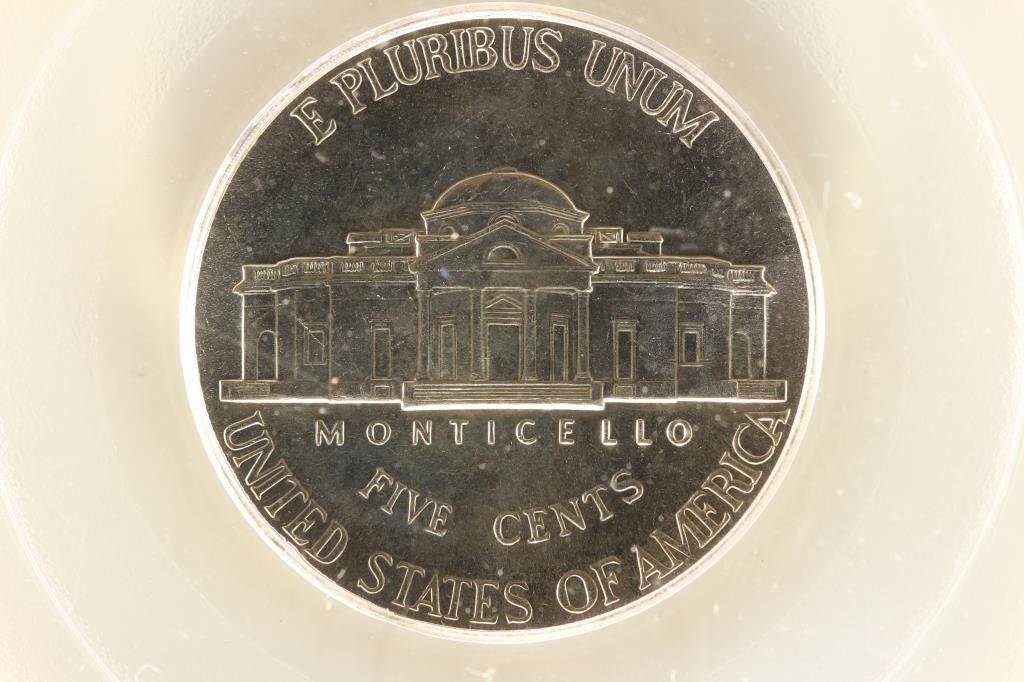 E PLURIBUS UNUM
MONTICELLO
FIVE CENTS
UNITED STATES OF AMERICA